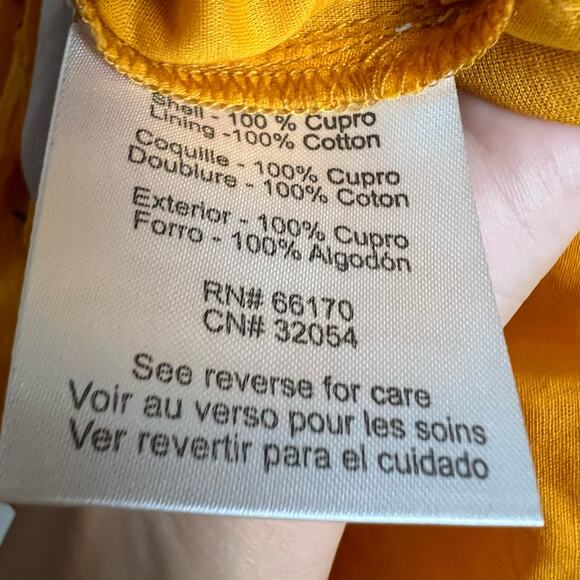 Shell - 100 % Cupro
Lining -100% Cotton
Coquille - 100% Cupro
Doublure - 100% Coton
Exterior - 100% Cupro
Forro - 100% Algodón
RN# 66170
CN# 32054
See reverse for care
Voir au verso pour les soins
Ver revertir para el cuidado